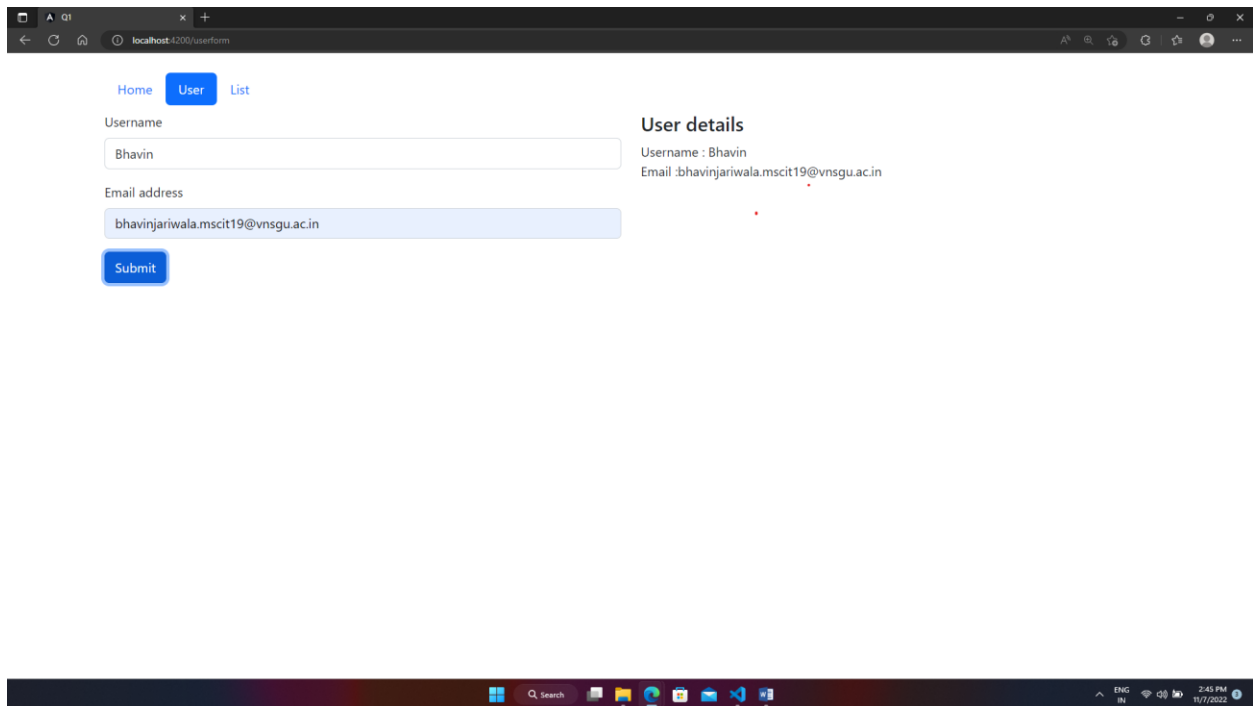 Q1
localhost:4200/userform
Home User List
Username
Bhavin
Email address
bhavinjariwala.mscit19@vnsgu.ac.in
Submit
User details
Username : Bhavin
Email :bhavinjariwala.mscit19@vnsgu.ac.in
Search
ENG
IN
2:45 PM
11/7/2022